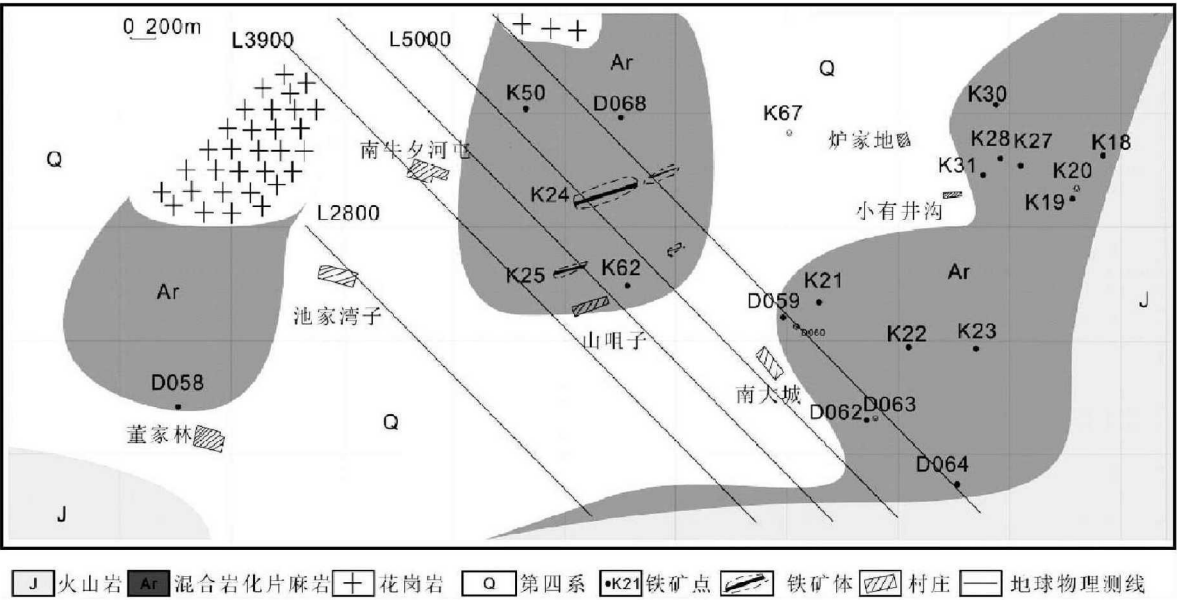 0 200m
L3900
L5000
Ar
Q
K50
D068
K67
K30
炉家地
K28
K27
K18
南牛夕河屯
Q
K31
K20
K24
K19
L2800
小有井沟
K25
K62
K21
Ar
Ar
D059
J
池家湾子
D060
山咀子
K22
K23
D058
南大城
D062
D063
董家林
Q
D064
J
J 火山岩 Ar 混合岩化片麻岩 花岗岩 Q 第四系 K21 铁矿点 铁矿体 村庄 地球物理测线